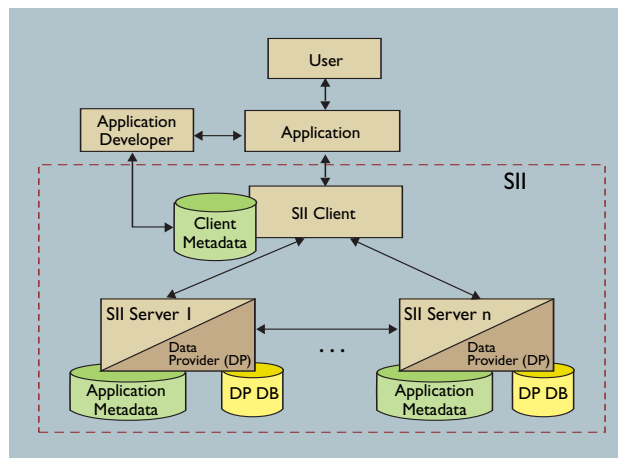 User
Application
Developer
Application
SII
SII Client
Client
Metadata
SII Server 1
Data
Provider (DP)
Application
Metadata
DP DB
...
SII Server n
Data
Provider (DP)
Application
Metadata
DP DB